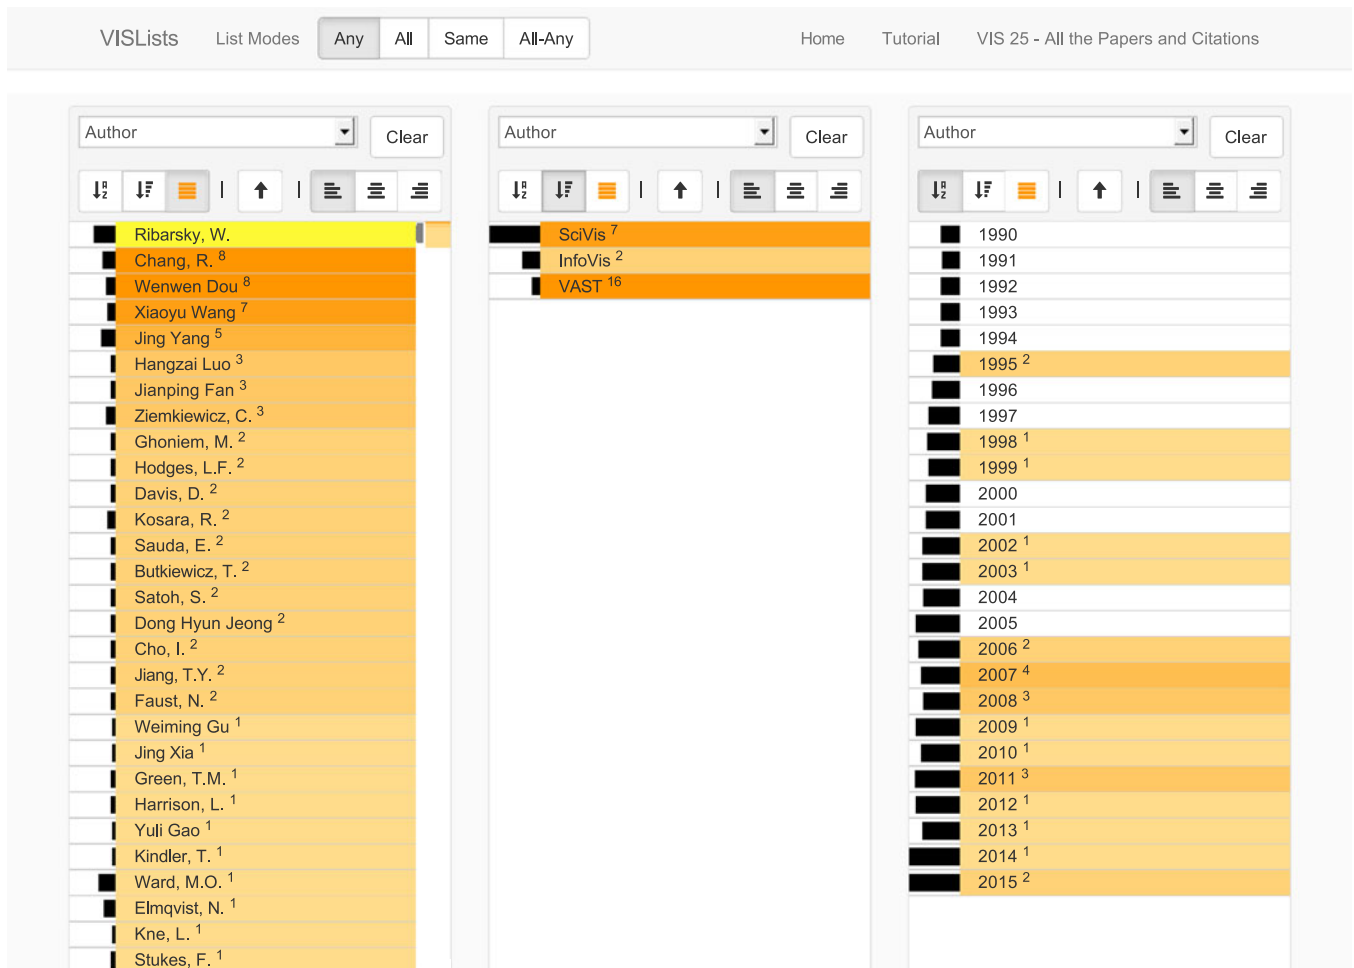 VISLists List Modes Any All Same All-Any Home Tutorial VIS 25 - All the Papers and Citations
Author Clear
Ribarsky, W.
Chang, R. 8
Wenwen Dou 8
Xiaoyu Wang 7
Jing Yang 5
Hangzai Luo 3
Jianping Fan 3
Ziemkiewicz, C. 3
Ghoniem, M. 2
Hodges, L.F. 2
Davis, D. 2
Kosara, R. 2
Sauda, E. 2
Butkiewicz, T. 2
Satoh, S. 2
Dong Hyun Jeong 2
Cho, I. 2
Jiang, T.Y. 2
Faust, N. 2
Weiming Gu 1
Jing Xia 1
Green, T.M. 1
Harrison, L. 1
Yuli Gao 1
Kindler, T. 1
Ward, M.O. 1
Elmqvist, N. 1
Kne, L. 1
Stukes, F. 1
Author Clear
SciVis 7
InfoVis 2
VAST 16
Author Clear
1990
1991
1992
1993
1994
1995 2
1996
1997
1998 1
1999 1
2000
2001
2002 1
2003 1
2004
2005
2006 2
2007 4
2008 3
2009 1
2010 1
2011 3
2012 1
2013 1
2014 1
2015 2